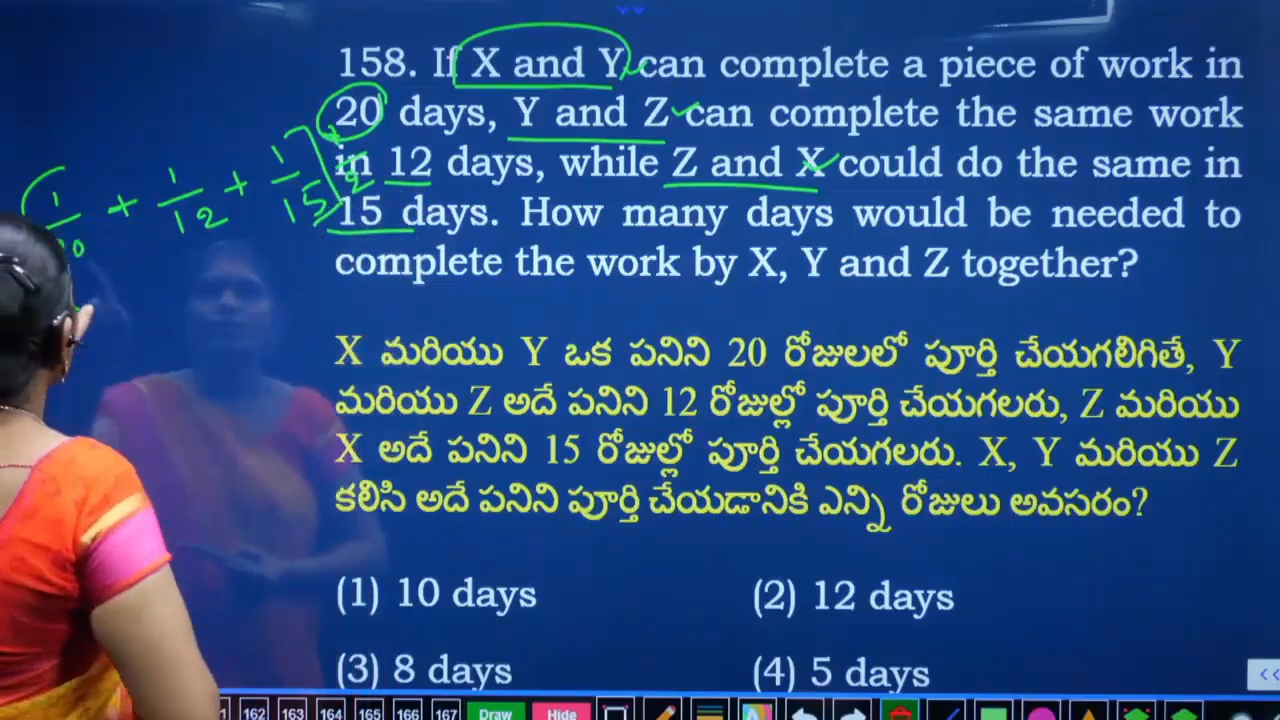 158. If X and Y can complete a piece of work in
20 days, Y and Z can complete the same work
in 12 days, while Z and X could do the same in
15 days. How many days would be needed to
complete the work by X, Y and Z together?
1/20 + 1/12 + 1/15
X మరియు Y ఒక పనిని 20 రోజులలో పూర్తి చేయగలిగితే, Y
మరియు Z అదే పనిని 12 రోజుల్లో పూర్తి చేయగలరు, Z మరియు
X అదే పనిని 15 రోజుల్లో పూర్తి చేయగలరు. X, Y మరియు Z
కలిసి అదే పనిని పూర్తి చేయడానికి ఎన్ని రోజులు అవసరం?
(1) 10 days (2) 12 days
(3) 8 days (4) 5 days
162 163 164 165 166 167 Draw Hide